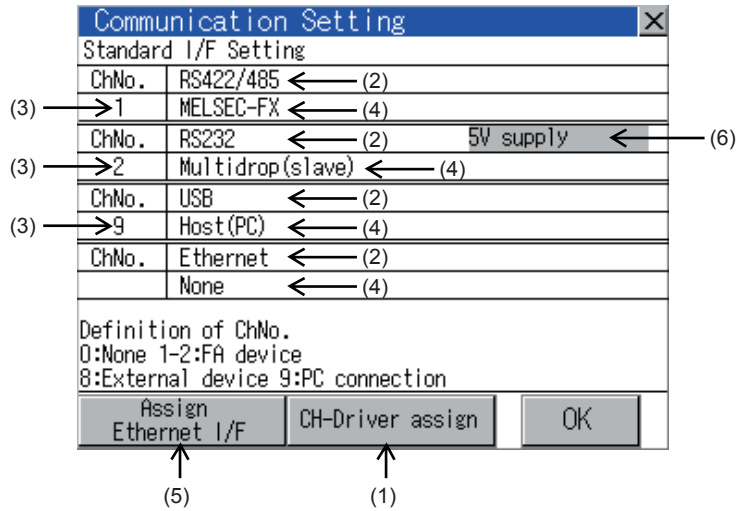 Communication Setting
Standard I/F Setting
ChNo. RS422/485 (2)
(3) 1 MELSEC-FX (4)
ChNo. RS232 (2) 5V supply (6)
(3) 2 Multidrop(slave) (4)
ChNo. USB (2)
(3) 9 Host(PC) (4)
ChNo. Ethernet (2)
None (4)
Definition of ChNo.
0:None 1-2:FA device
8:External device 9:PC connection
Assign
Ethernet I/F
CH-Driver assign
OK
(5) (1)